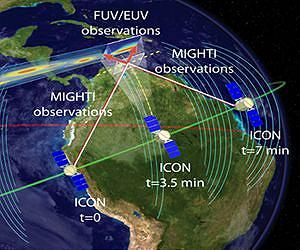 FUV/EUV
observations
MIGHTI
observations
MIGHTI
observations
ICON
t=7 min
ICON
t=3.5 min
ICON
t=0